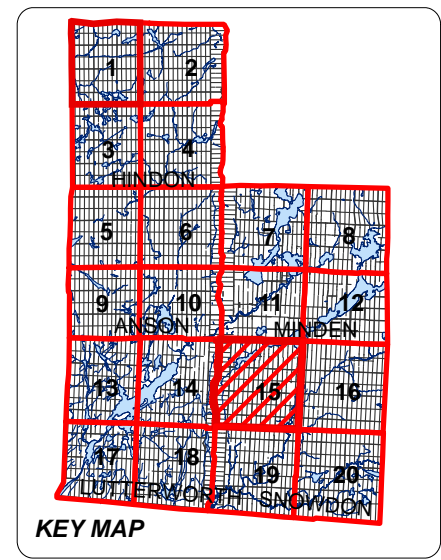 1 2
3 4
HINDON
5 6 7 8
9 10 11 12
ANSON MINDEN
13 14 15 16
17 18 19 20
LUTTERWORTH SNOWDON
KEY MAP